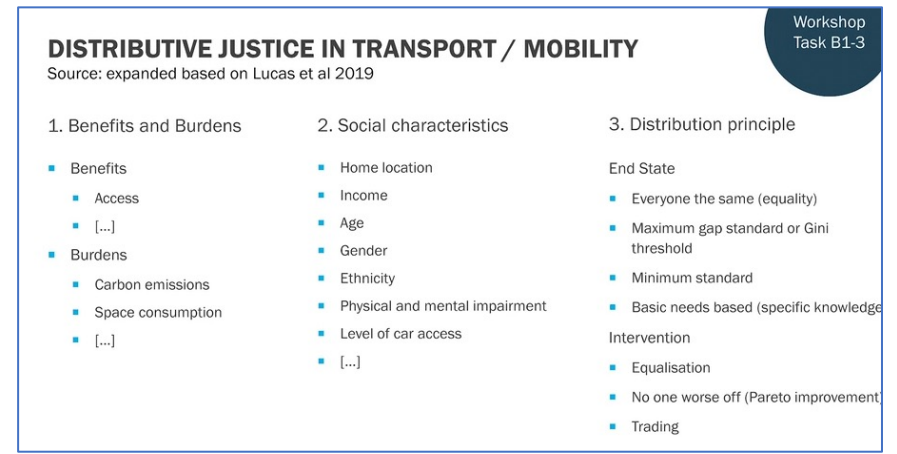 Workshop
Task B1-3
DISTRIBUTIVE JUSTICE IN TRANSPORT / MOBILITY
Source: expanded based on Lucas et al 2019
1. Benefits and Burdens
Benefits
Access
[...]
Burdens
Carbon emissions
Space consumption
[...]
2. Social characteristics
Home location
Income
Age
Gender
Ethnicity
Physical and mental impairment
Level of car access
[...]
3. Distribution principle
End State
Everyone the same (equality)
Maximum gap standard or Gini
threshold
Minimum standard
Basic needs based (specific knowledge
Intervention
Equalisation
No one worse off (Pareto improvement)
Trading